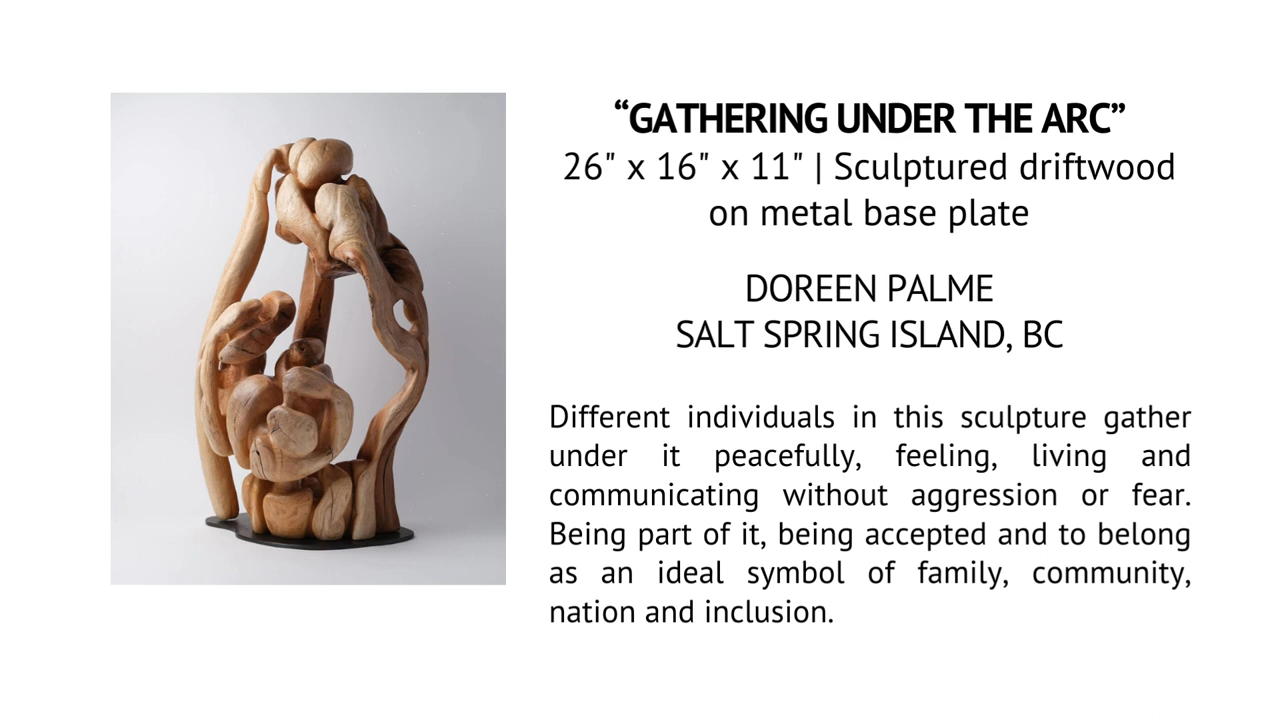 “GATHERING UNDER THE ARC”
26" x 16" x 11" | Sculptured driftwood
on metal base plate
DOREEN PALME
SALT SPRING ISLAND, BC
Different individuals in this sculpture gather
under it peacefully, feeling, living and
communicating without aggression or fear.
Being part of it, being accepted and to belong
as an ideal symbol of family, community,
nation and inclusion.